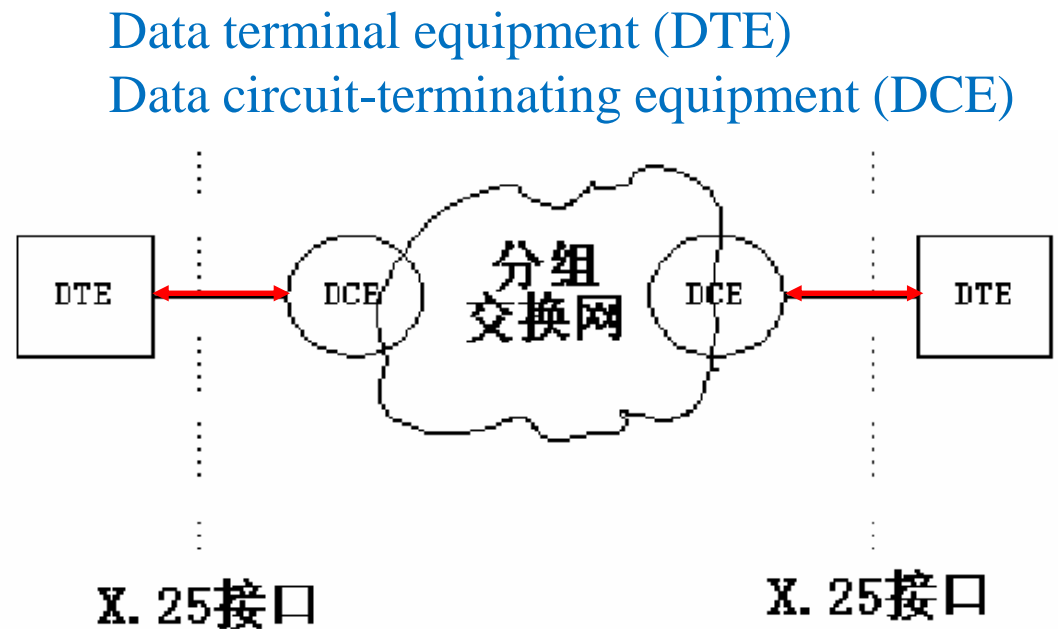 Data terminal equipment (DTE)
Data circuit-terminating equipment (DCE)
DTE
DCE
分组
交换网
DCE
DTE
X.25接口
X.25接口